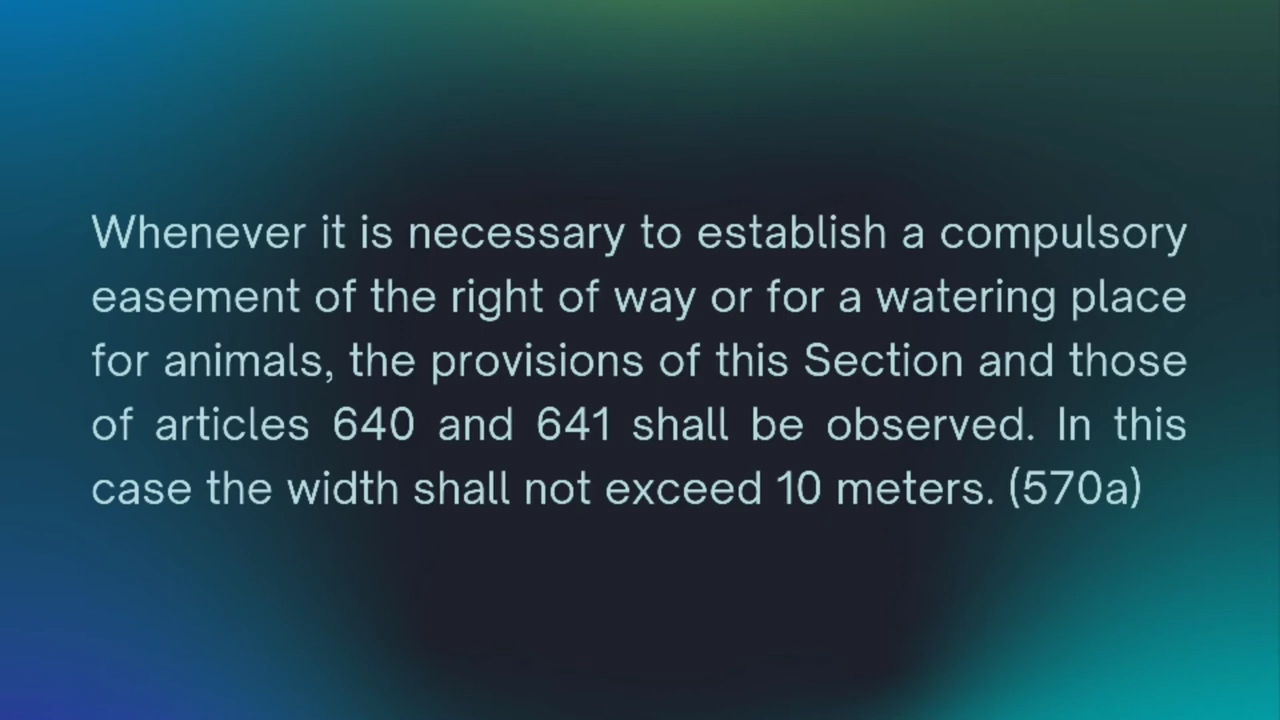 Whenever it is necessary to establish a compulsory
easement of the right of way or for a watering place
for animals, the provisions of this Section and those
of articles 640 and 641 shall be observed. In this
case the width shall not exceed 10 meters. (570a)